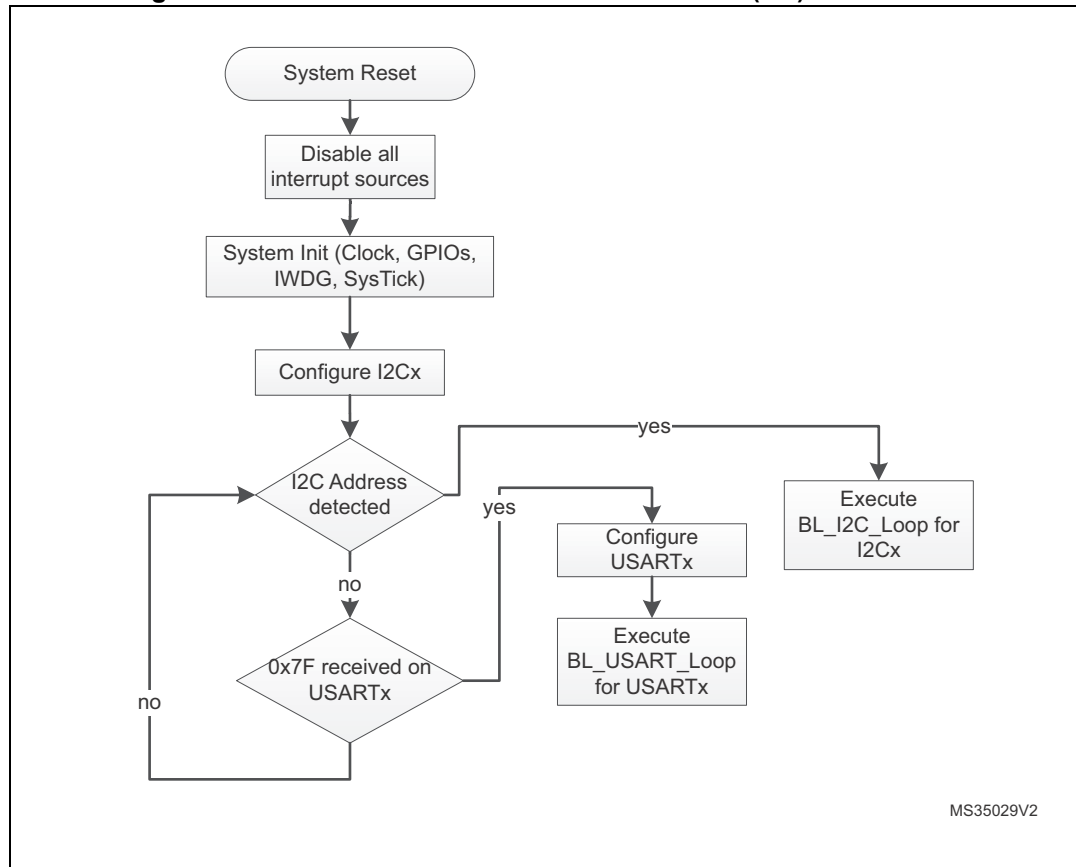 System Reset
Disable all
interrupt sources
System Init (Clock, GPIOs,
IWDG, SysTick)
Configure I2Cx
yes
I2C Address
detected
Execute
BL_I2C_Loop for
I2Cx
yes
Configure
USARTx
no
Execute
BL_USART_Loop
for USARTx
0x7F received on
USARTx
no
MS35029V2